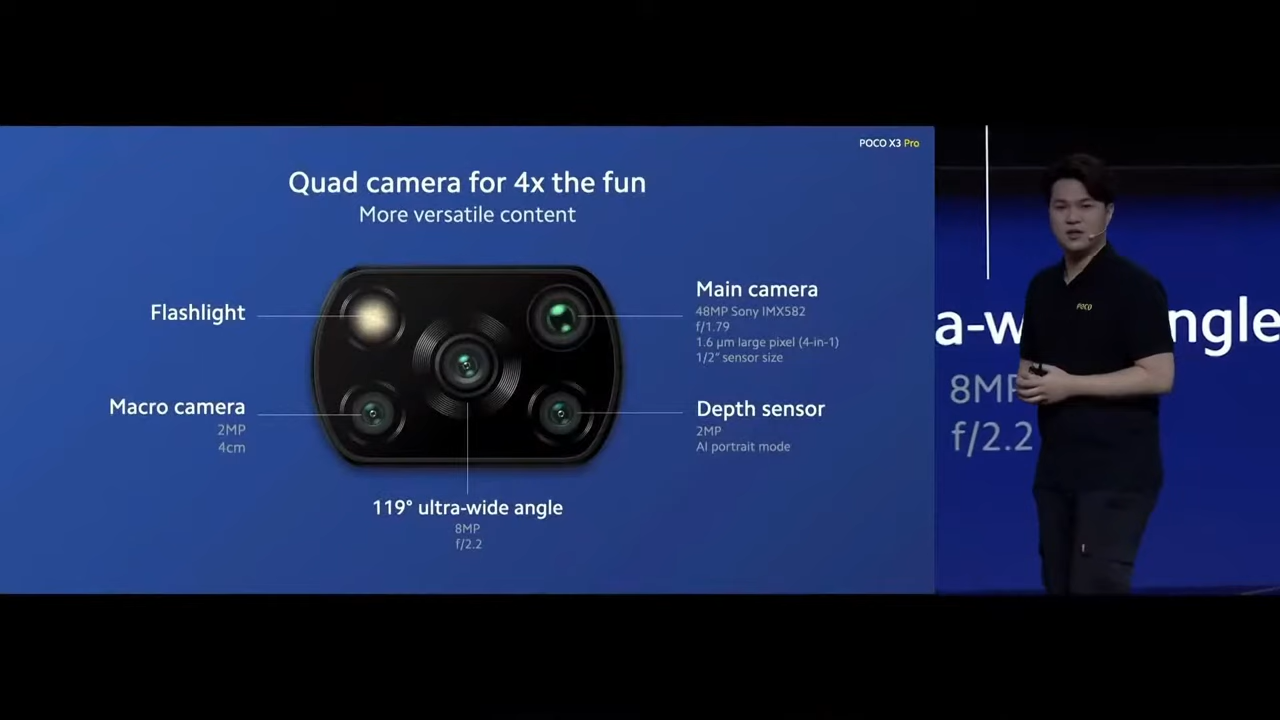 POCO X3 Pro
Quad camera for 4x the fun
More versatile content
Flashlight
Main camera
48MP Sony IMX582
f/1.79
1.6 μm large pixel (4-in-1)
1/2" sensor size
Macro camera
2MP
4cm
Depth sensor
2MP
AI portrait mode
119° ultra-wide angle
8MP
f/2.2
POCO
a-w
ngle
8MP
f/2.2